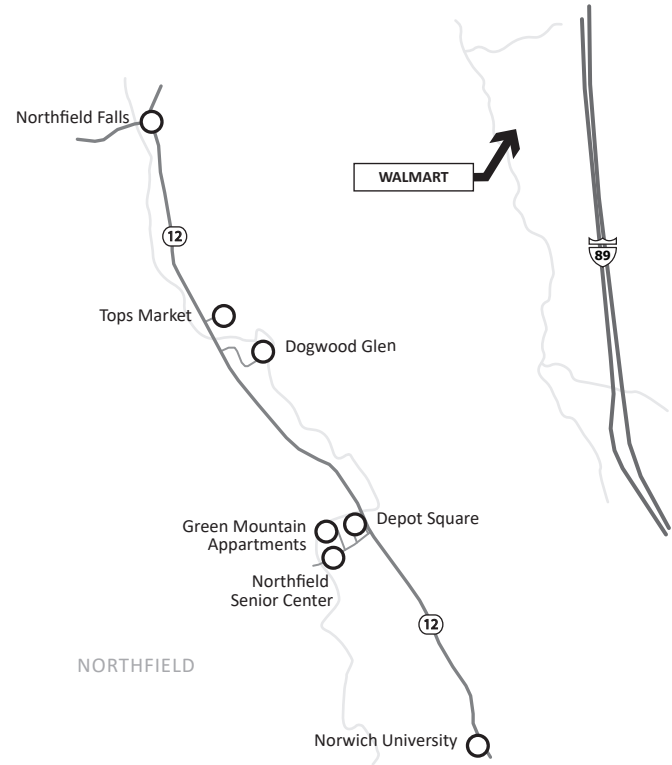 Northfield Falls
WALMART
12
89
Tops Market
Dogwood Glen
Green Mountain
Appartments
Depot Square
Northfield
Senior Center
12
NORTHFIELD
Norwich University